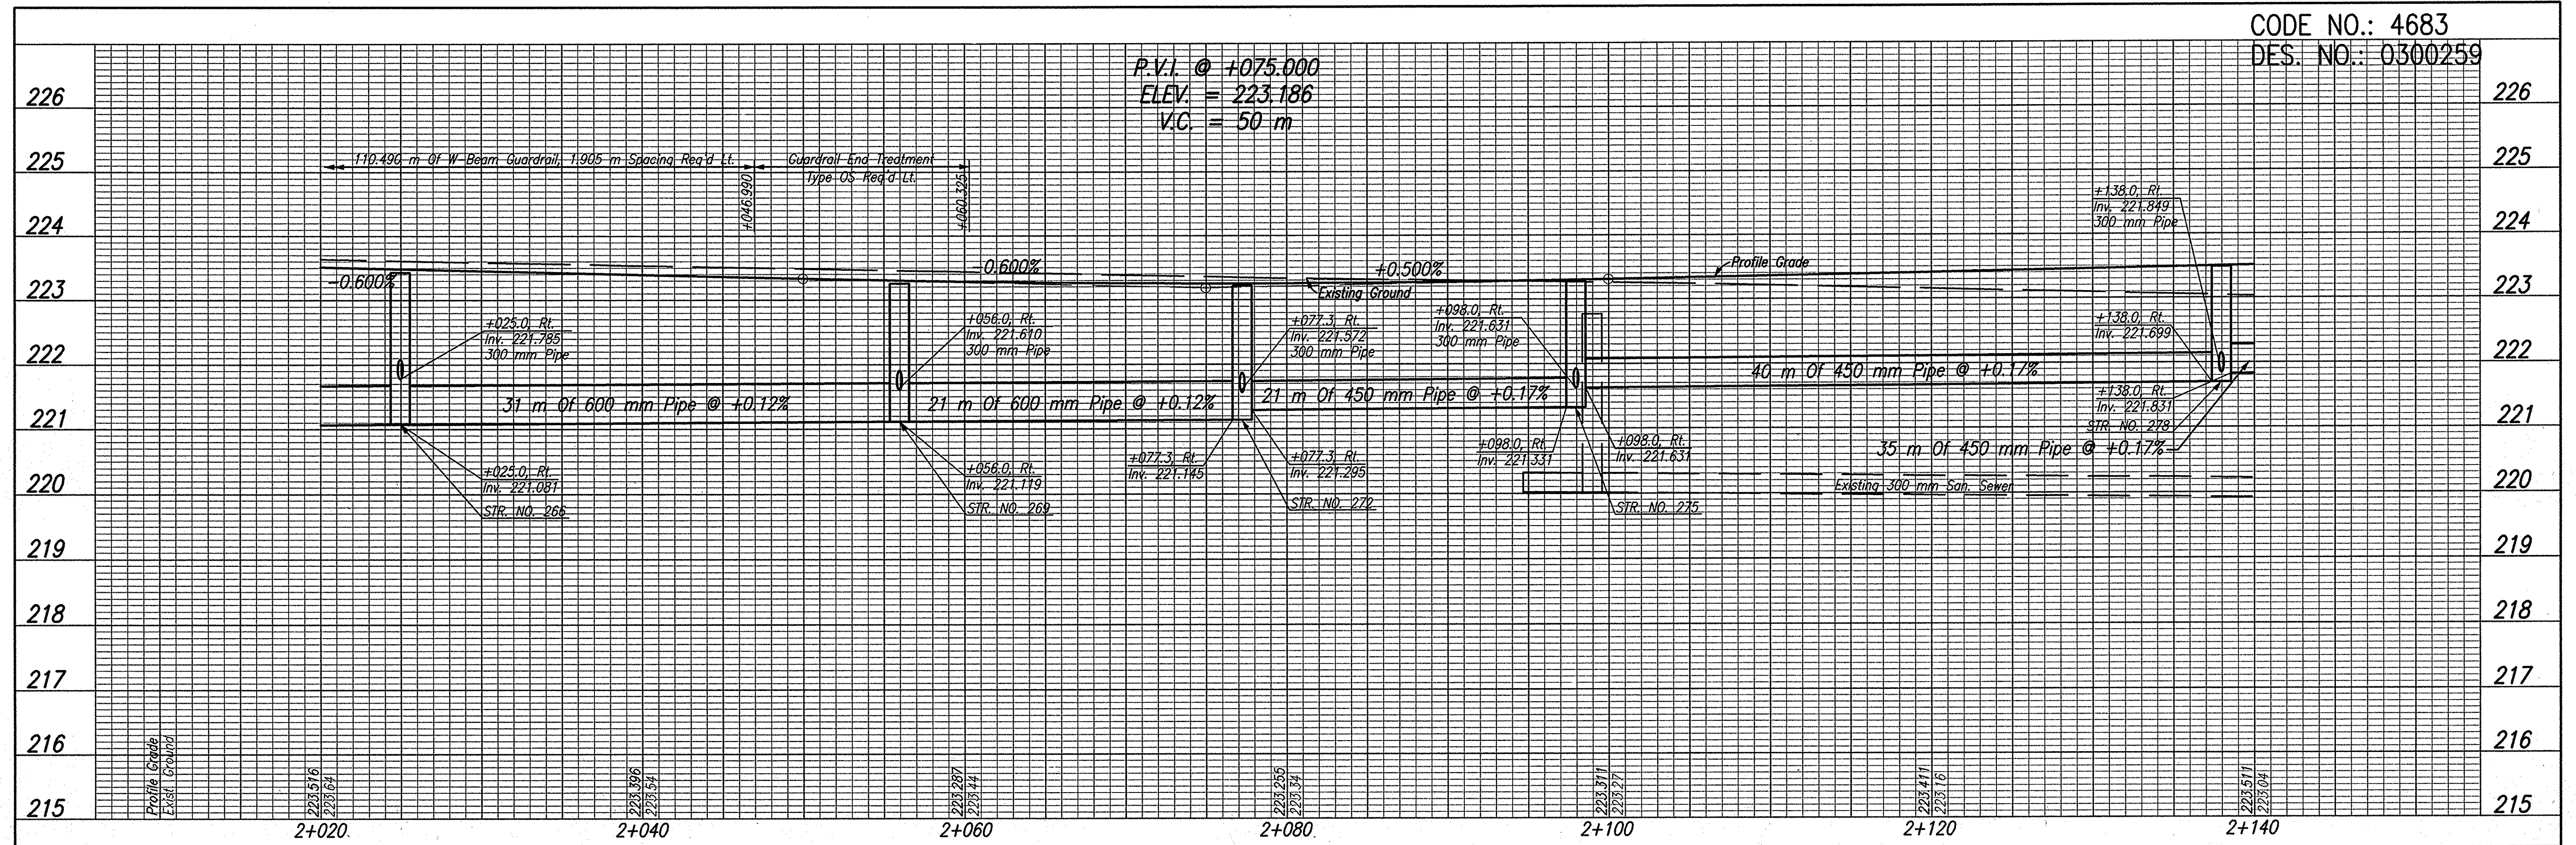 CODE NO.: 4683
DES. NO.: 0300259
P.V.I. @ +075.000
ELEV. = 223.186
V.C. = 50 m
226
226
225
225
224
224
223
223
222
222
221
221
220
220
219
219
218
218
217
217
216
216
215
215
110.490 m Of W-Beam Guardrail, 1.905 m Spacing Req'd Lt.
+046.990
Guardrail End Treatment
Type OS Req'd Lt.
+060.325
-0.600%
-0.600%
+0.500%
Existing Ground
Profile Grade
+025.0, Rt.
Inv. 221.785
300 mm Pipe
+056.0, Rt.
Inv. 221.610
300 mm Pipe
+077.3, Rt.
Inv. 221.572
300 mm Pipe
+098.0, Rt.
Inv. 221.631
300 mm Pipe
+138.0, Rt.
Inv. 221.849
300 mm Pipe
+138.0, Rt.
Inv. 221.699
31 m Of 600 mm Pipe @ +0.12%
21 m Of 600 mm Pipe @ +0.12%
21 m Of 450 mm Pipe @ +0.17%
40 m Of 450 mm Pipe @ +0.17%
+138.0, Rt.
Inv. 221.831
STR. NO. 278
35 m Of 450 mm Pipe @ +0.17%
+025.0, Rt.
Inv. 221.081
STR. NO. 266
+056.0, Rt.
Inv. 221.119
STR. NO. 269
+077.3, Rt.
Inv. 221.145
+077.3, Rt.
Inv. 221.295
STR. NO. 272
+098.0, Rt.
Inv. 221.331
+098.0, Rt.
Inv. 221.631
STR. NO. 275
Existing 300 mm San. Sewer
Profile Grade
Exist Ground
223.516
223.64
223.396
223.54
223.287
223.44
223.255
223.34
223.311
223.27
223.411
223.16
223.511
223.04
2+020
2+040
2+060
2+080
2+100
2+120
2+140